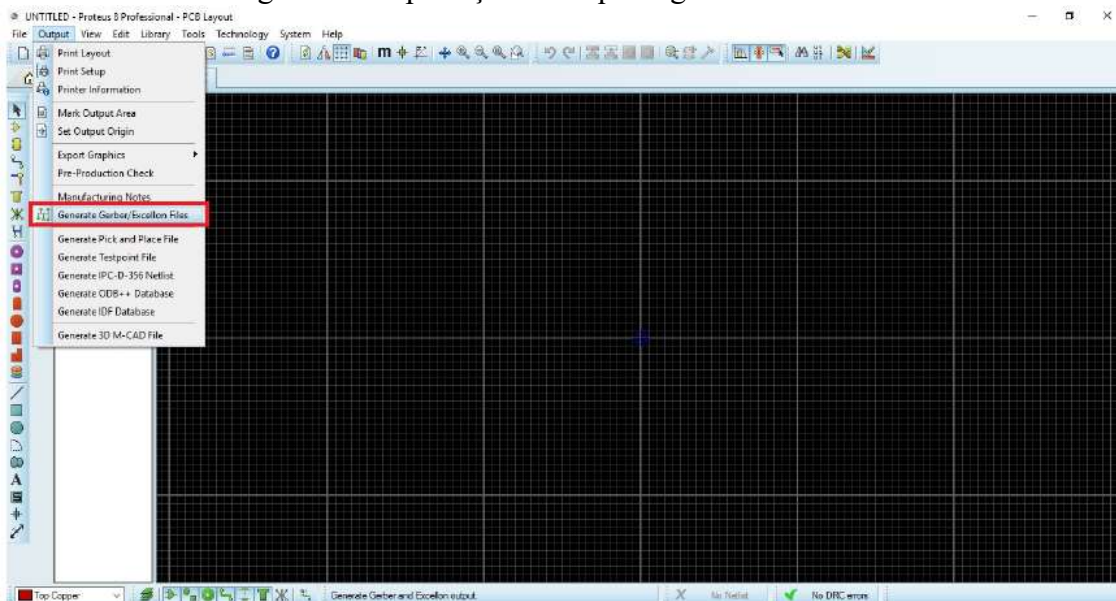 UNTITLED - Proteus 8 Professional - PCB Layout
File Output View Edit Library Tools Technology System Help
Print Layout
Print Setup
Printer Information
Mark Output Area
Set Output Origin
Export Graphics
Pre-Production Check
Manufacturing Notes
Generate Gerber/Excellon Files
Generate Pick and Place File
Generate Testpoint File
Generate IPC-D-356 Netlist
Generate ODB++ Database
Generate IDF Database
Generate 3D M-CAD File
Top Copper Generate Gerber and Excellon output. No Netlist No DRC errors